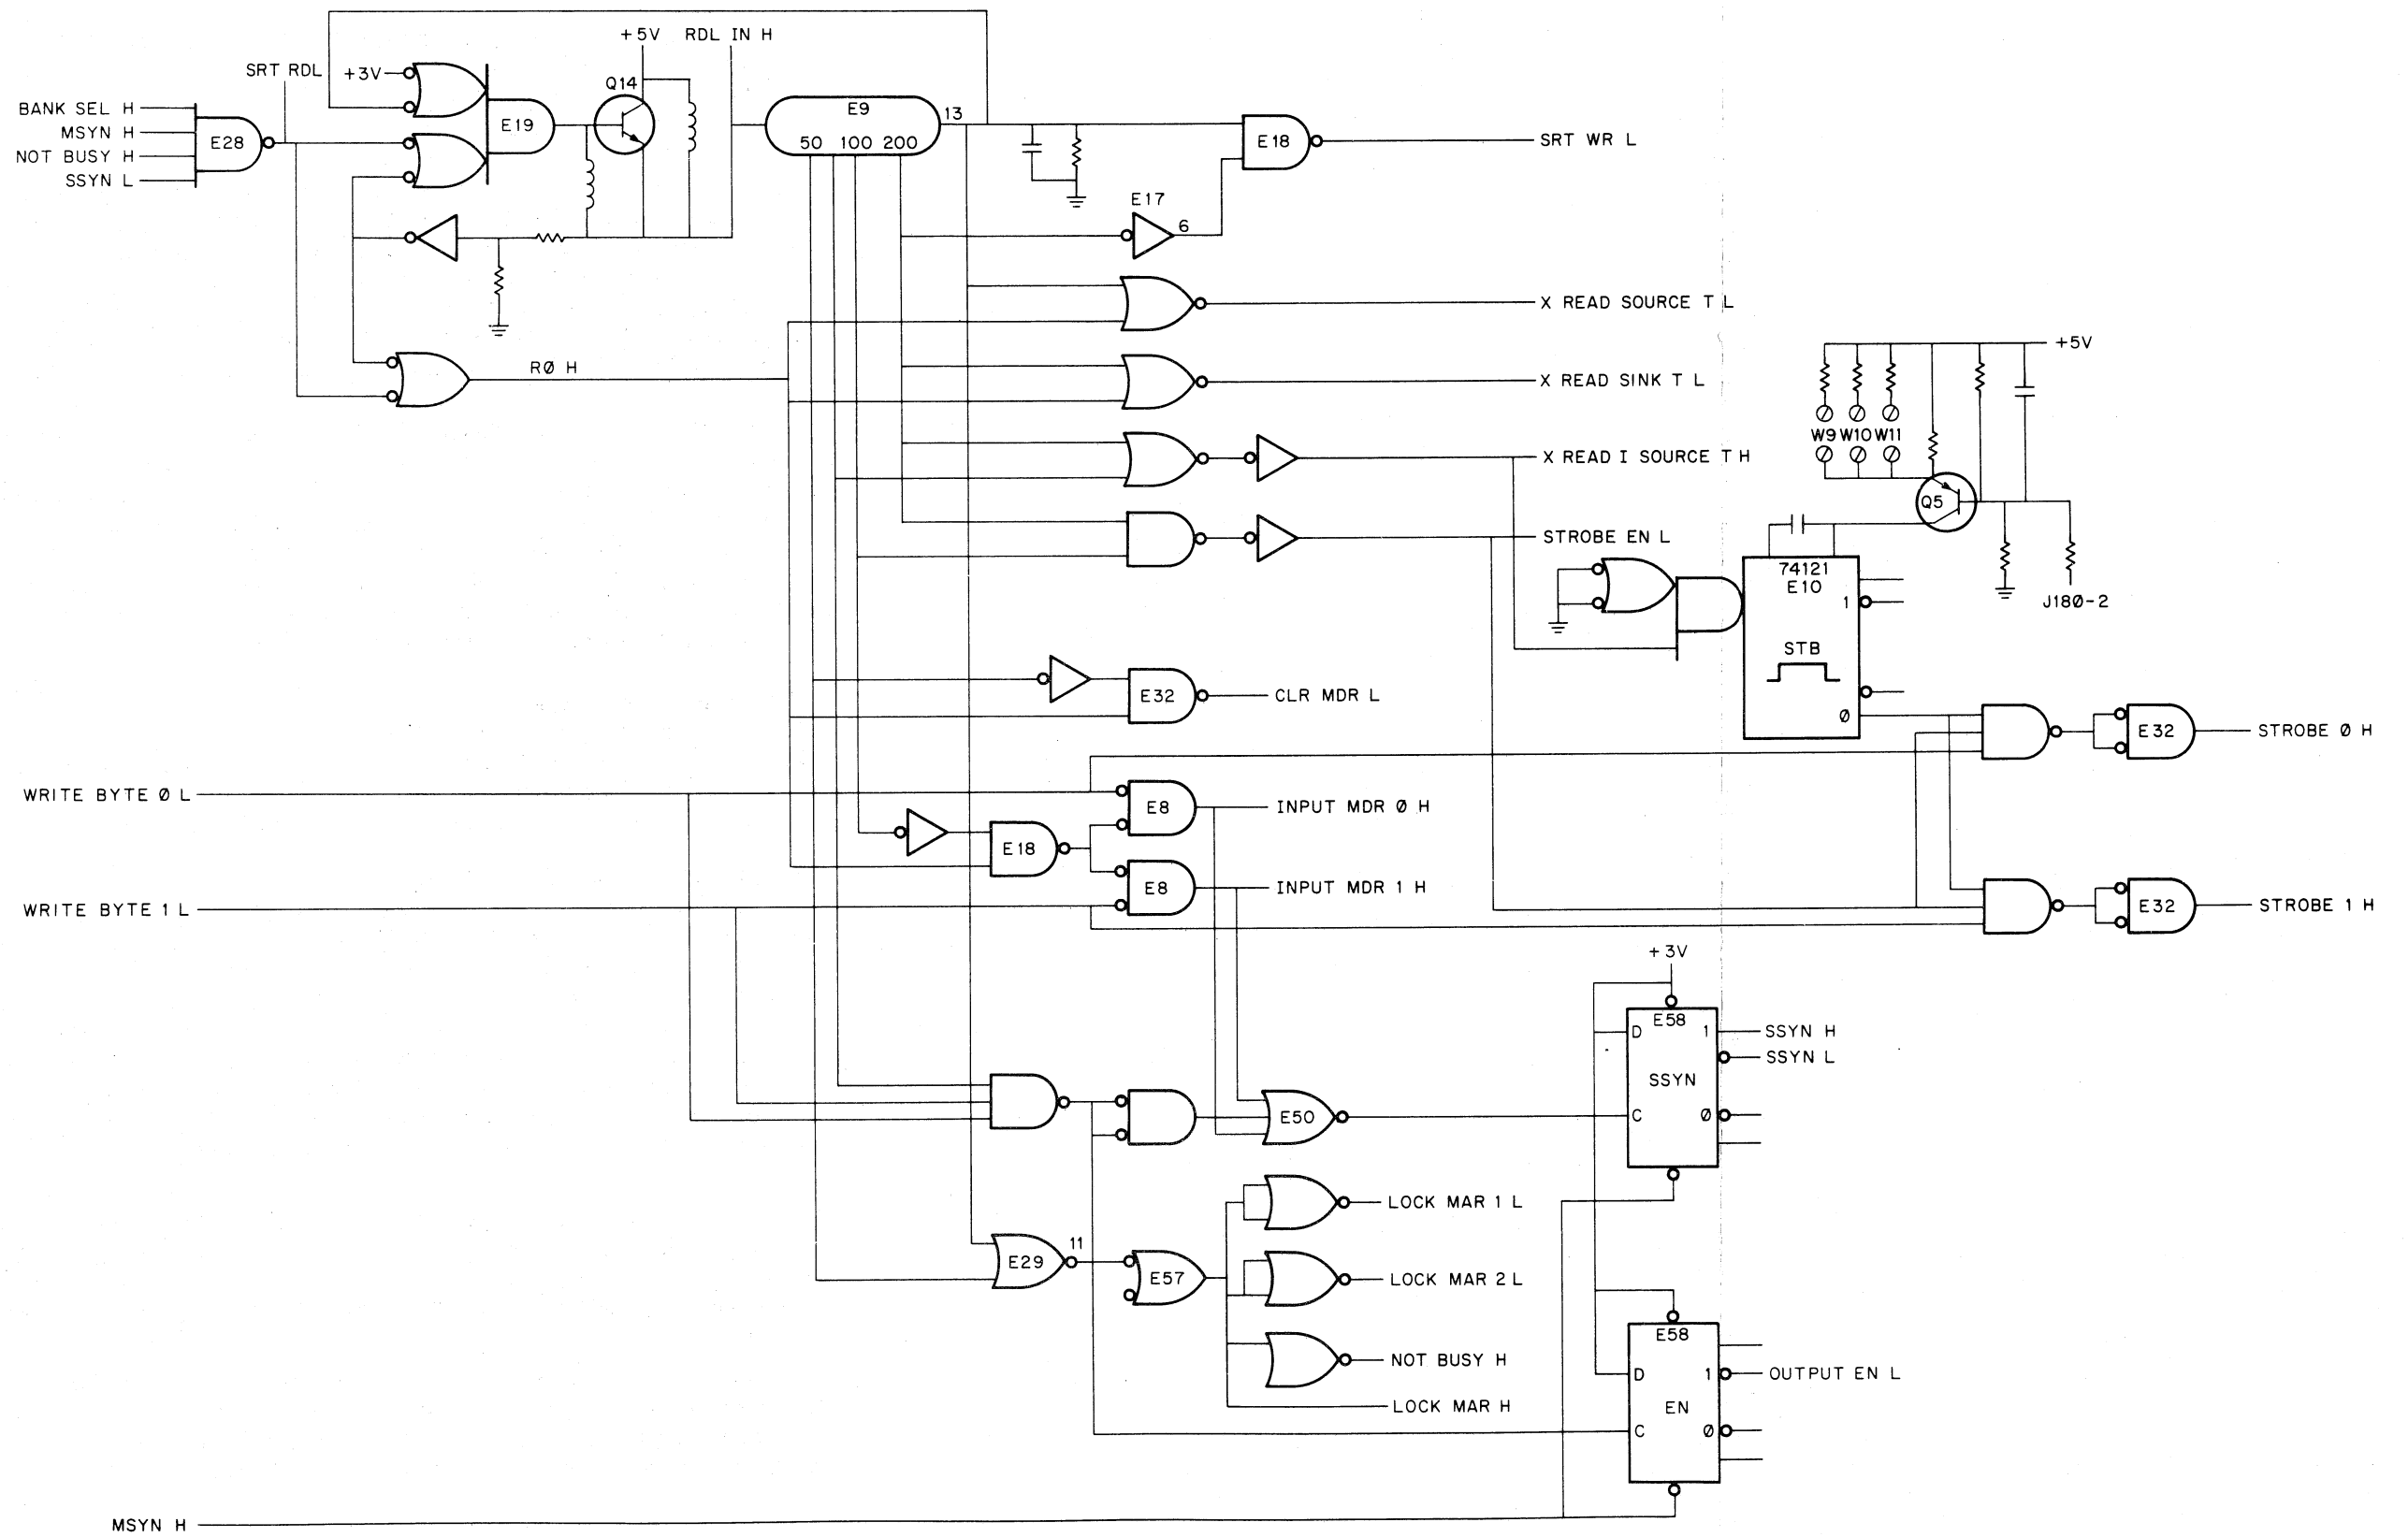 +5V RDL IN H
SRT RDL +3V Q14
BANK SEL H
MSYN H
NOT BUSY H
SSYN L
E28
E19
E9
13
50 100 200
E18
SRT WR L
E17
6
X READ SOURCE T L
RØ H
X READ SINK T L
X READ I SOURCE T H
STROBE EN L
+5V
W9 W10 W11
Q5
J18Ø-2
74121
E10
1
STB
Ø
E32
CLR MDR L
E32
STROBE Ø H
WRITE BYTE Ø L
E8
INPUT MDR Ø H
E18
E8
INPUT MDR 1 H
WRITE BYTE 1 L
E32
STROBE 1 H
+3V
E58
D 1
SSYN H
SSYN L
SSYN
C Ø
E50
LOCK MAR 1 L
E29
11
E57
LOCK MAR 2 L
NOT BUSY H
LOCK MAR H
E58
D 1
OUTPUT EN L
EN
C Ø
MSYN H